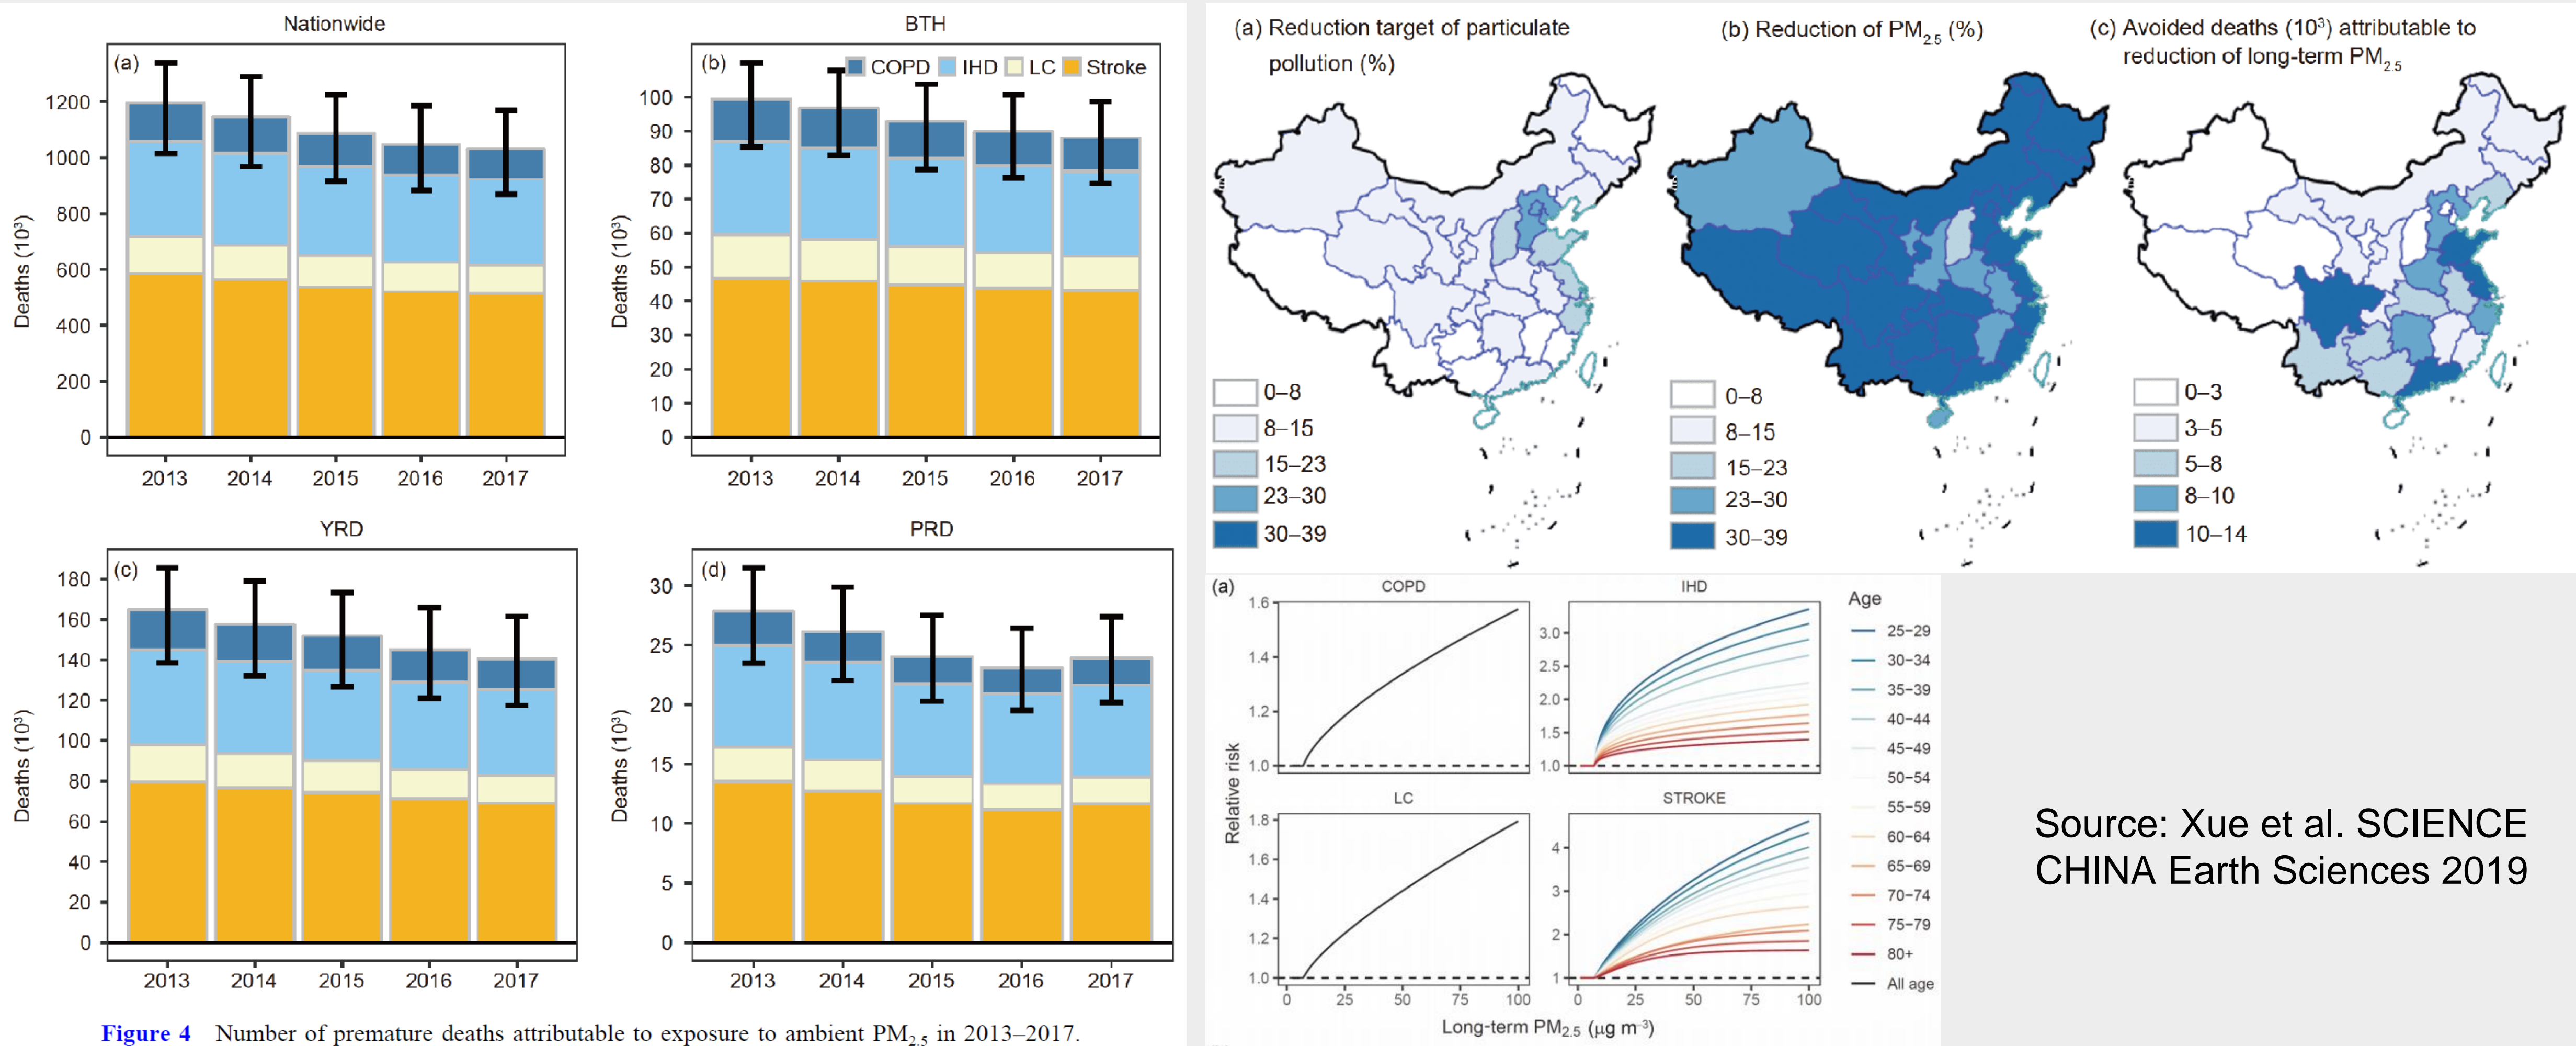 Nationwide
(a)
1200
1000
800
600
400
200
0
Deaths (10³)
2013 2014 2015 2016 2017
BTH
(b)
COPD IHD LC Stroke
100
90
80
70
60
50
40
30
20
10
0
Deaths (10³)
2013 2014 2015 2016 2017
YRD
(c)
180
160
140
120
100
80
60
40
20
0
Deaths (10³)
2013 2014 2015 2016 2017
PRD
(d)
30
25
20
15
10
5
0
Deaths (10³)
2013 2014 2015 2016 2017
Figure 4 Number of premature deaths attributable to exposure to ambient PM₂.₅ in 2013–2017.
(a) Reduction target of particulate
pollution (%)
0–8
8–15
15–23
23–30
30–39
(b) Reduction of PM₂.₅ (%)
0–8
8–15
15–23
23–30
30–39
(c) Avoided deaths (10³) attributable to
reduction of long-term PM₂.₅
0–3
3–5
5–8
8–10
10–14
(a)
COPD
1.6
1.4
1.2
1.0
IHD
3.0
2.5
2.0
1.5
1.0
LC
1.8
1.6
1.4
1.2
1.0
0 25 50 75 100
STROKE
4
3
2
1
0 25 50 75 100
Relative risk
Long-term PM₂.₅ (μg m⁻³)
Age
25−29
30−34
35−39
40−44
45−49
50−54
55−59
60−64
65−69
70−74
75−79
80+
All age
Source: Xue et al. SCIENCE
CHINA Earth Sciences 2019